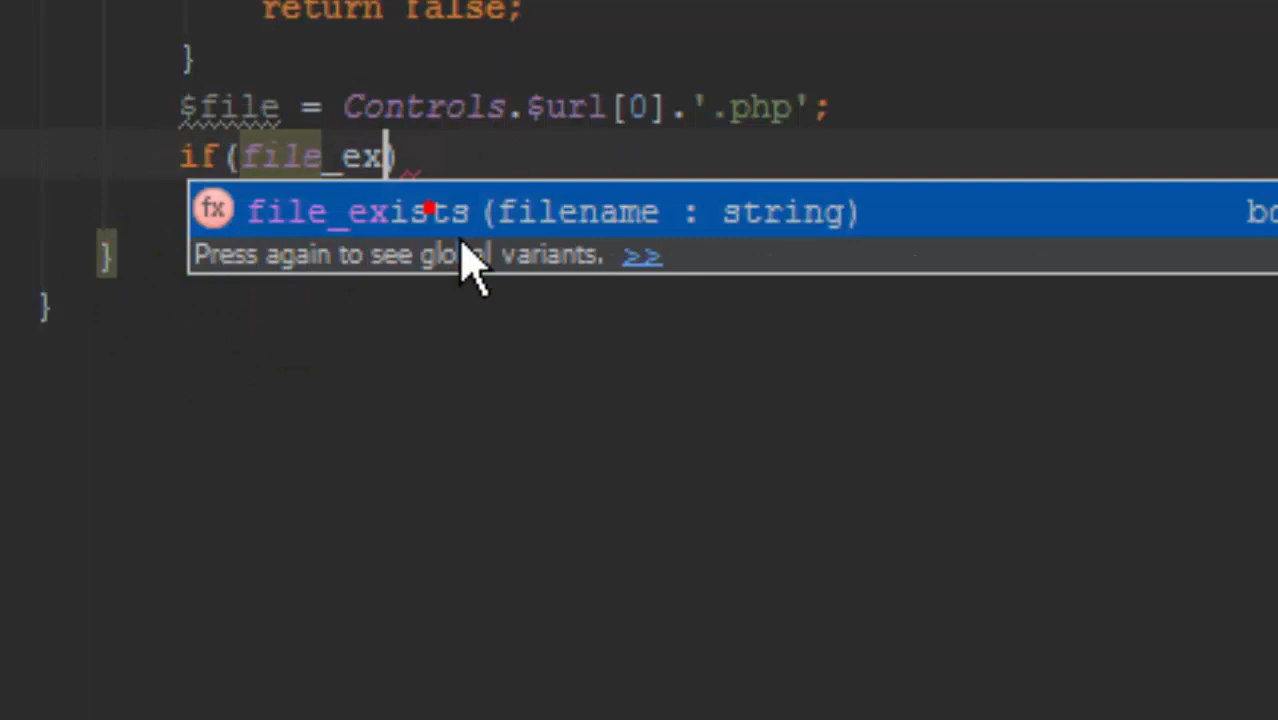 return false;
}
$file = Controls.$url[0].'.php';
if(file_ex)
fx file_exists(filename : string) bo
Press again to see global variants. >>
}
}